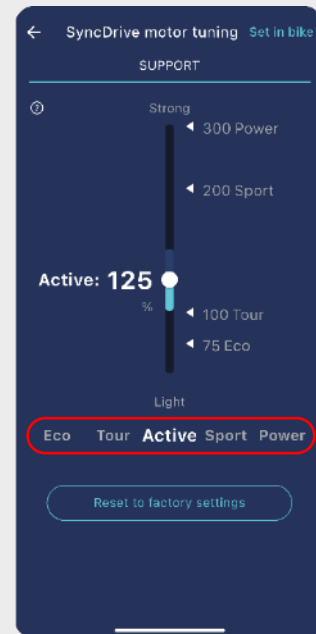 SyncDrive motor tuning Set in bike
SUPPORT
Strong
300 Power
200 Sport
Active: 125
%
100 Tour
75 Eco
Light
Eco Tour Active Sport Power
Reset to factory settings